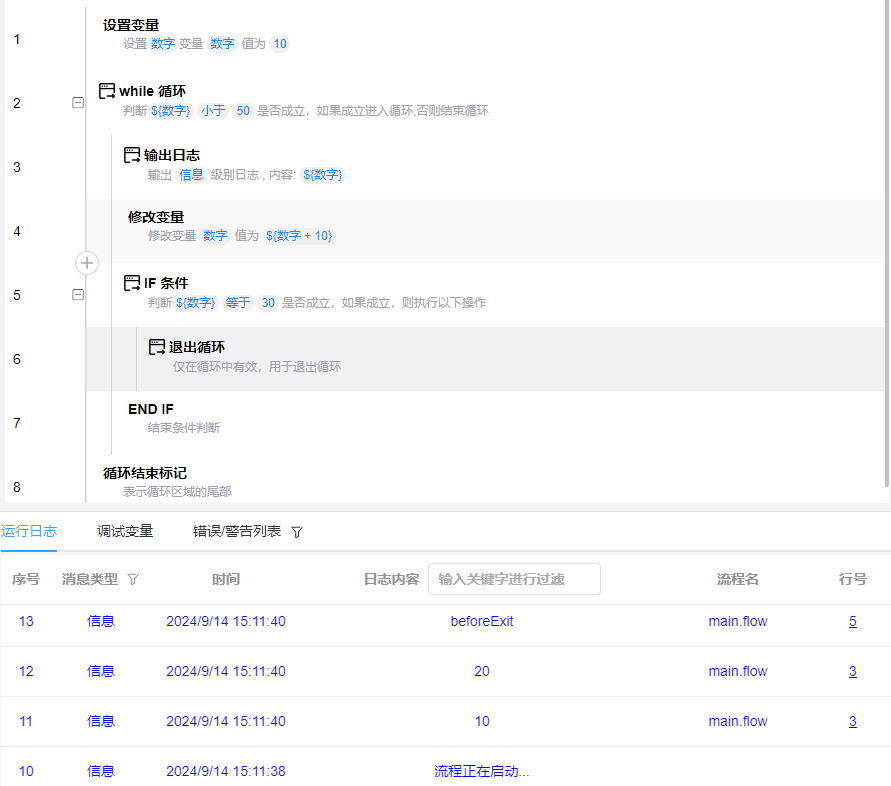 1
设置变量
设置 数字 变量 数字 值为 10
2
while 循环
判断 ${数字} 小于 50 是否成立，如果成立进入循环,否则结束循环
3
输出日志
输出 信息 级别日志 , 内容: ${数字}
4
修改变量
修改变量 数字 值为 ${数字 + 10}
5
IF 条件
判断 ${数字} 等于 30 是否成立，如果成立，则执行以下操作
6
退出循环
仅在循环中有效，用于退出循环
7
END IF
结束条件判断
8
循环结束标记
表示循环区域的尾部
运行日志 调试变量 错误/警告列表
序号 消息类型 时间 日志内容 输入关键字进行过滤 流程名 行号
13 信息 2024/9/14 15:11:40 beforeExit main.flow 5
12 信息 2024/9/14 15:11:40 20 main.flow 3
11 信息 2024/9/14 15:11:40 10 main.flow 3
10 信息 2024/9/14 15:11:38 流程正在启动...